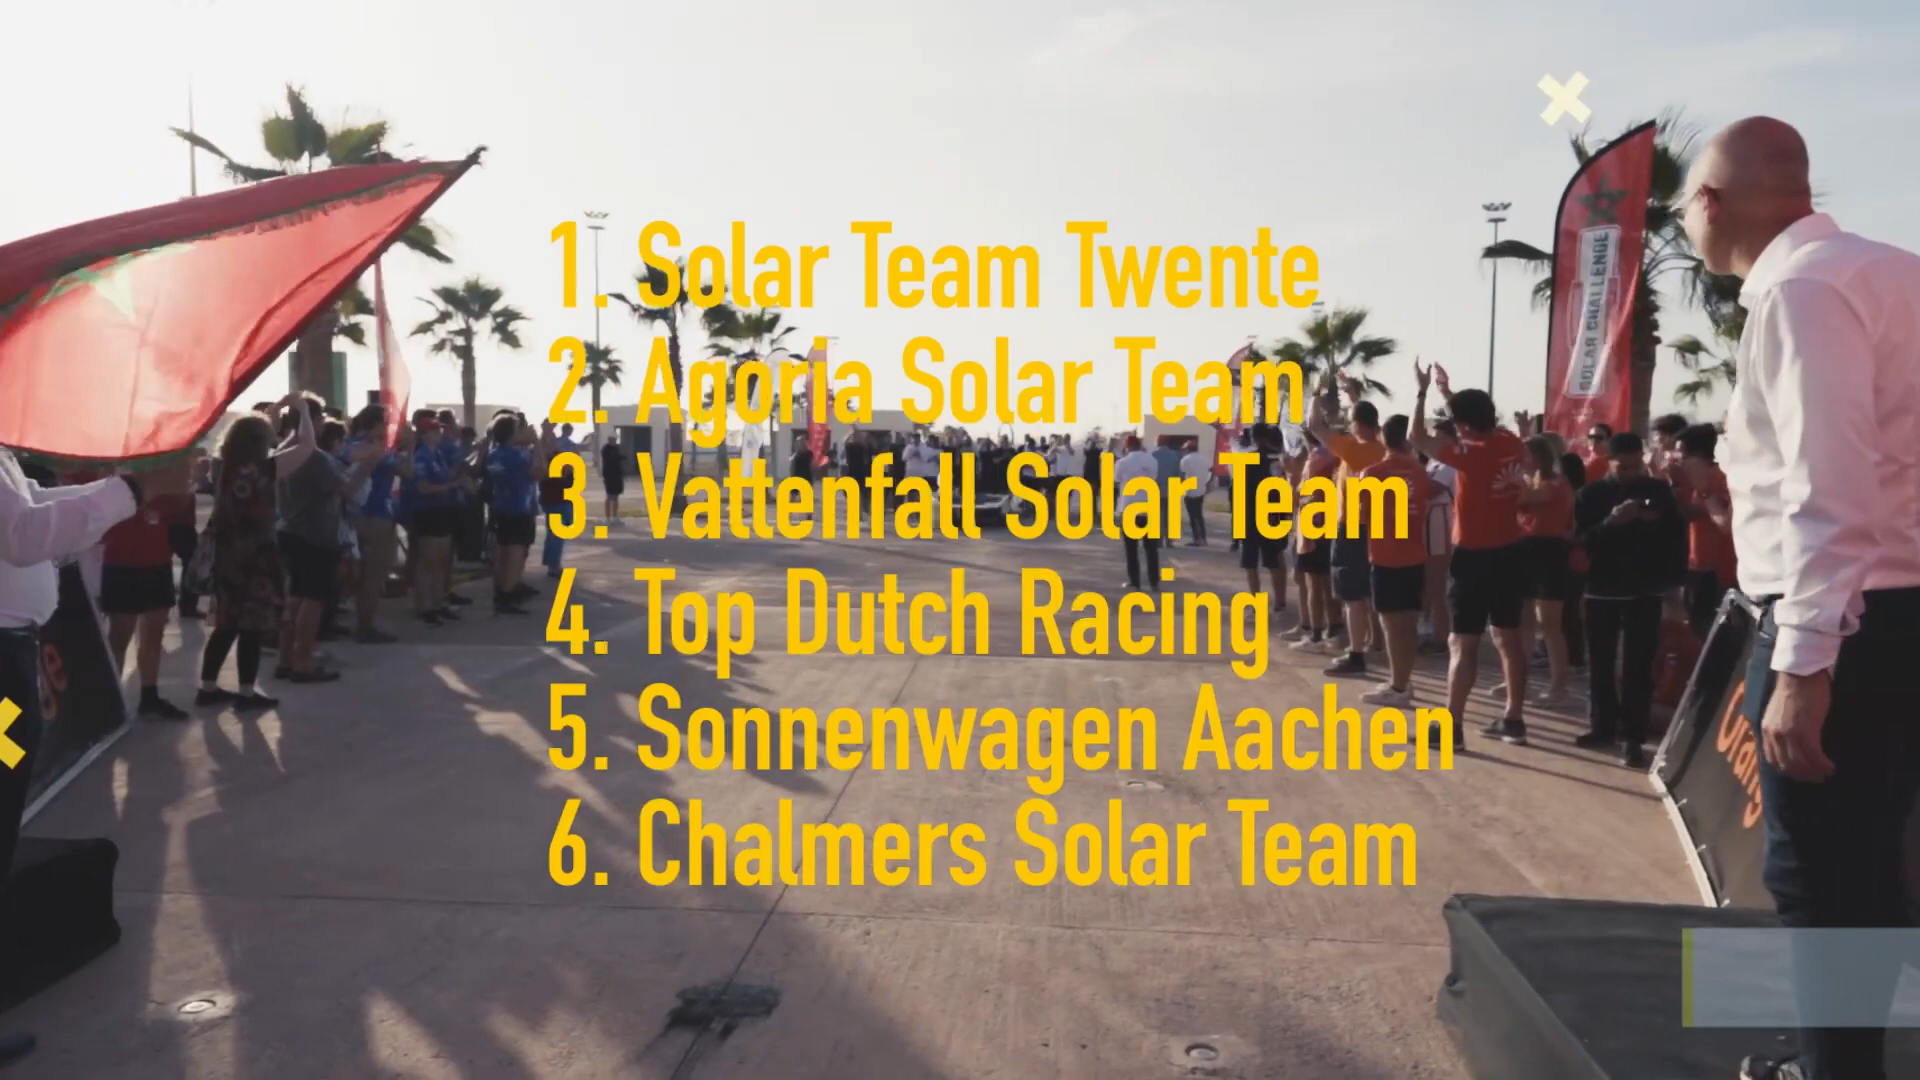 1. Solar Team Twente
2. Agoria Solar Team
3. Vattenfall Solar Team
4. Top Dutch Racing
5. Sonnenwagen Aachen
6. Chalmers Solar Team
SOLAR CHALLENGE